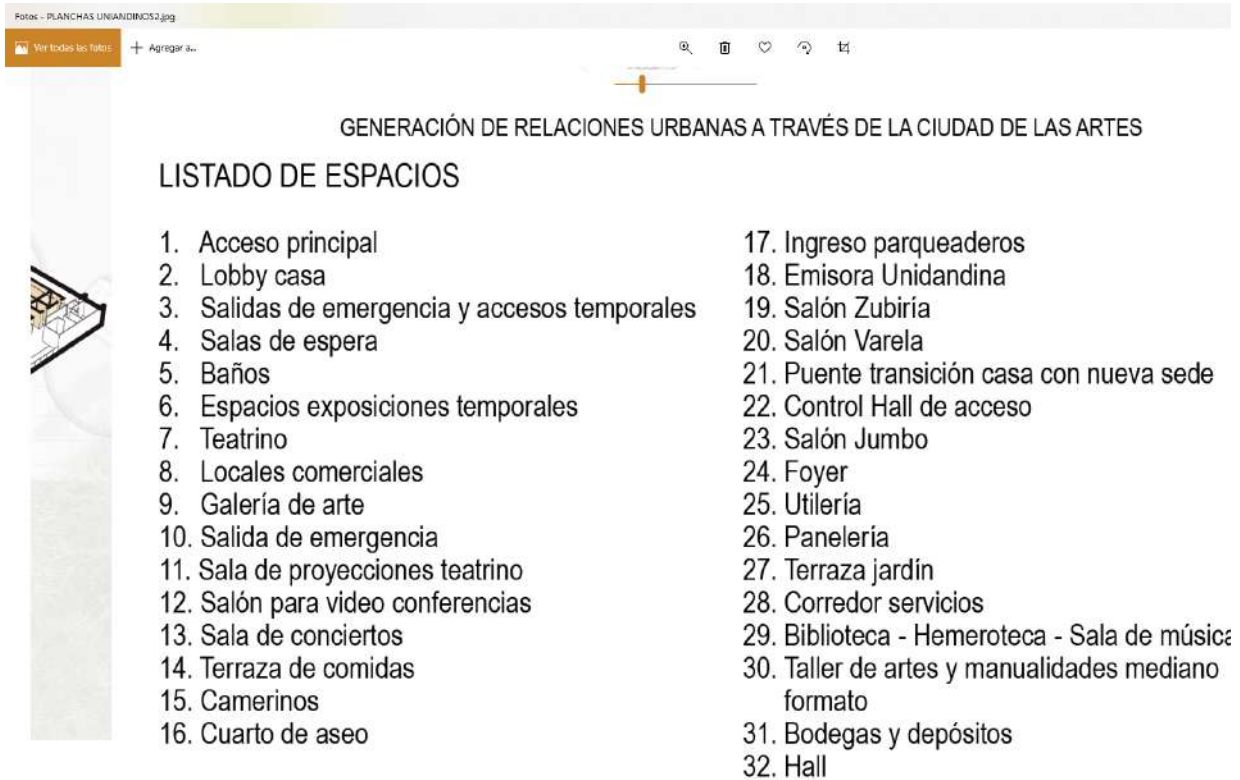 Fotos - PLANCHAS UNIANDINOS2.jpg
Ver todas las fotos
Agregar a...
GENERACIÓN DE RELACIONES URBANAS A TRAVÉS DE LA CIUDAD DE LAS ARTES
LISTADO DE ESPACIOS
1. Acceso principal
2. Lobby casa
3. Salidas de emergencia y accesos temporales
4. Salas de espera
5. Baños
6. Espacios exposiciones temporales
7. Teatrino
8. Locales comerciales
9. Galería de arte
10. Salida de emergencia
11. Sala de proyecciones teatrino
12. Salón para video conferencias
13. Sala de conciertos
14. Terraza de comidas
15. Camerinos
16. Cuarto de aseo
17. Ingreso parqueaderos
18. Emisora Unidandina
19. Salón Zubiría
20. Salón Varela
21. Puente transición casa con nueva sede
22. Control Hall de acceso
23. Salón Jumbo
24. Foyer
25. Utilería
26. Panelería
27. Terraza jardín
28. Corredor servicios
29. Biblioteca - Hemeroteca - Sala de música
30. Taller de artes y manualidades mediano
formato
31. Bodegas y depósitos
32. Hall